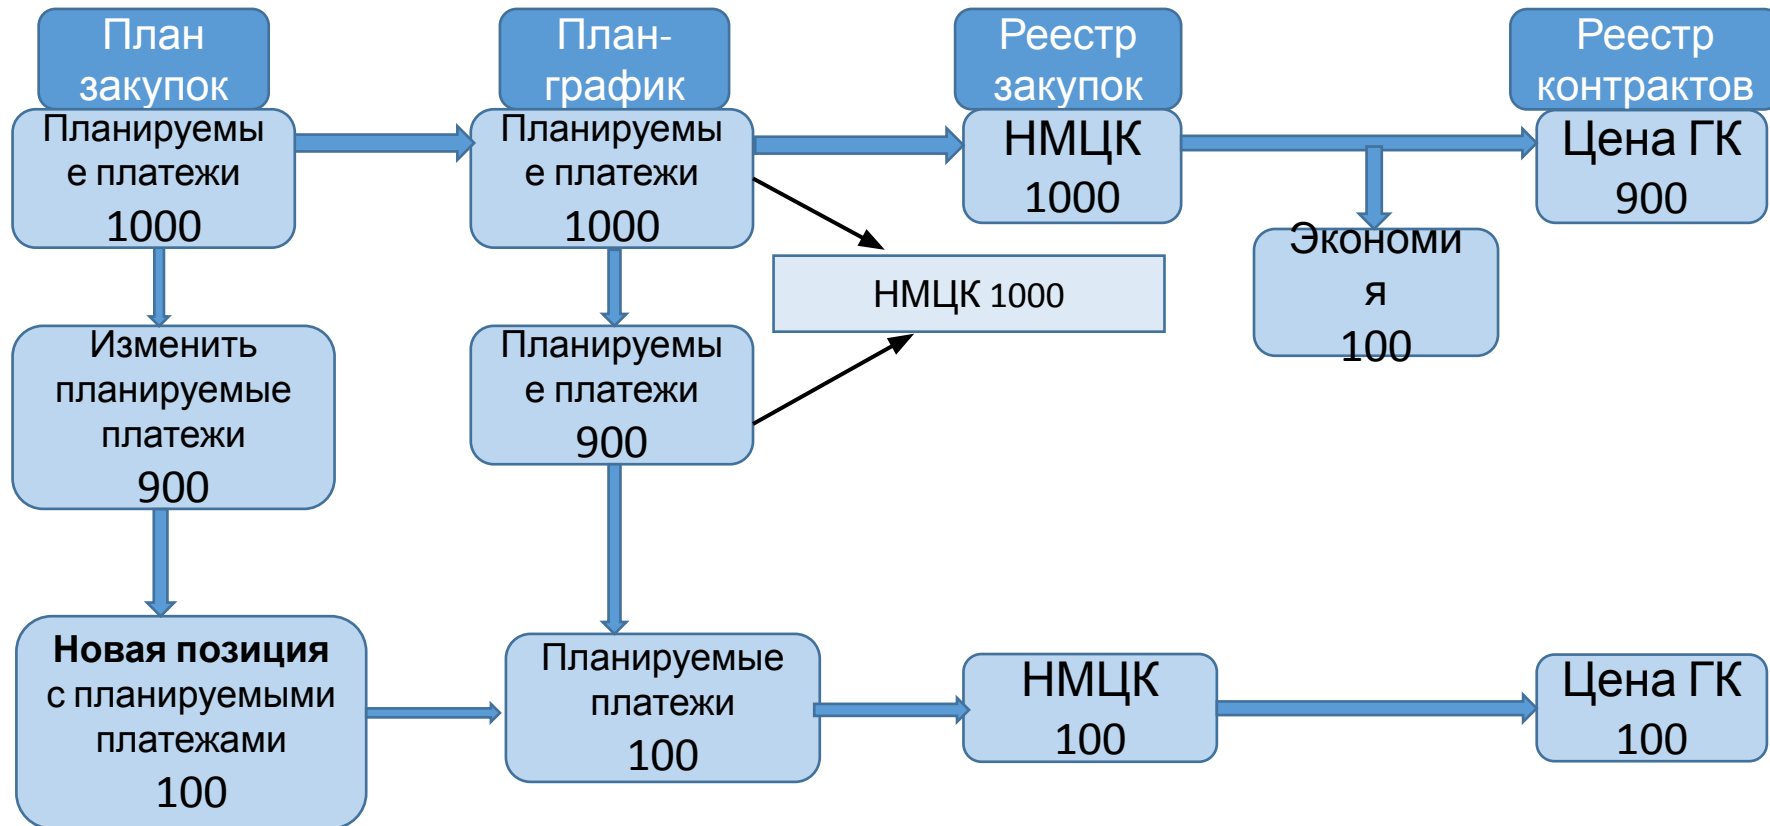 План
закупок
Планируемы
е платежи
1000
План-
график
Планируемы
е платежи
1000
Реестр
закупок
НМЦК
1000
Реестр
контрактов
Цена ГК
900
Экономи
я
100
НМЦК 1000
Изменить
планируемые
платежи
900
Планируемы
е платежи
900
Новая позиция
с планируемыми
платежами
100
Планируемые
платежи
100
НМЦК
100
Цена ГК
100